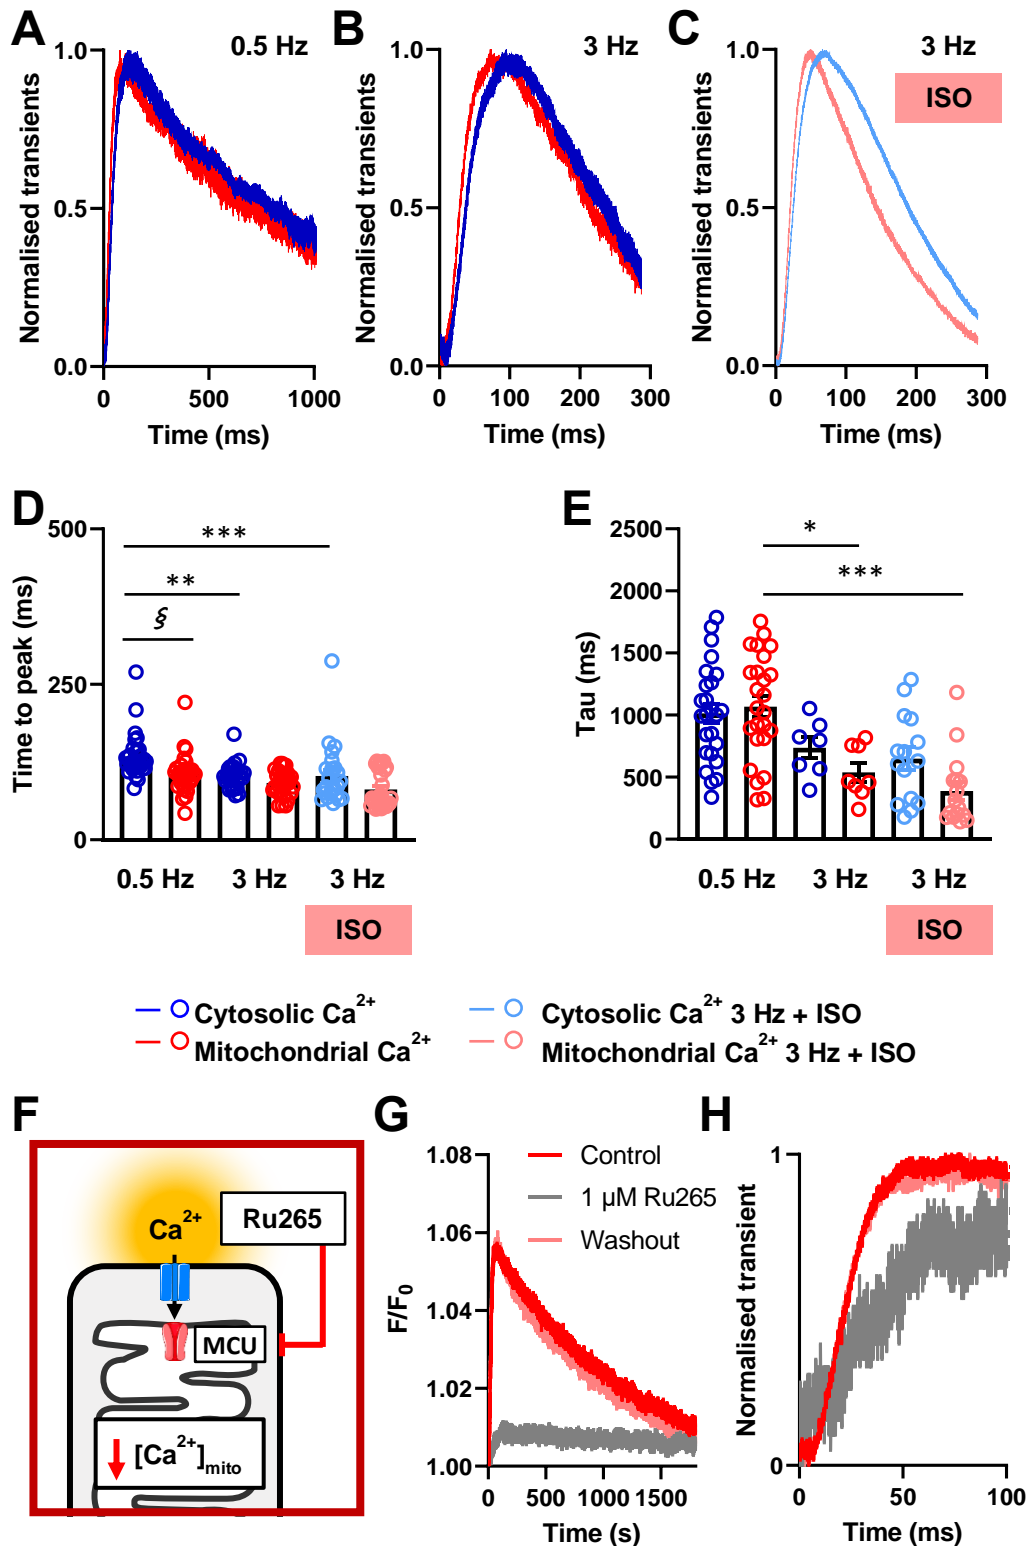 A
0.5 Hz
Normalised transients
1.0
0.5
0.0
0
500
1000
Time (ms)
B
3 Hz
Normalised transients
1.0
0.5
0.0
0
100
200
300
Time (ms)
C
3 Hz
ISO
Normalised transients
1.0
0.5
0.0
0
100
200
300
Time (ms)
D
Time to peak (ms)
500
250
0
***
**
§
0.5 Hz
3 Hz
3 Hz
ISO
E
Tau (ms)
2500
2000
1500
1000
500
0
*
***
0.5 Hz
3 Hz
3 Hz
ISO
Cytosolic Ca²⁺
Mitochondrial Ca²⁺
Cytosolic Ca²⁺ 3 Hz + ISO
Mitochondrial Ca²⁺ 3 Hz + ISO
F
Ca²⁺
Ru265
MCU
[Ca²⁺]mito
G
F/F₀
1.08
1.06
1.04
1.02
1.00
Control
1 µM Ru265
Washout
0
500
1000
1500
Time (s)
H
Normalised transient
1
0
0
50
100
Time (ms)